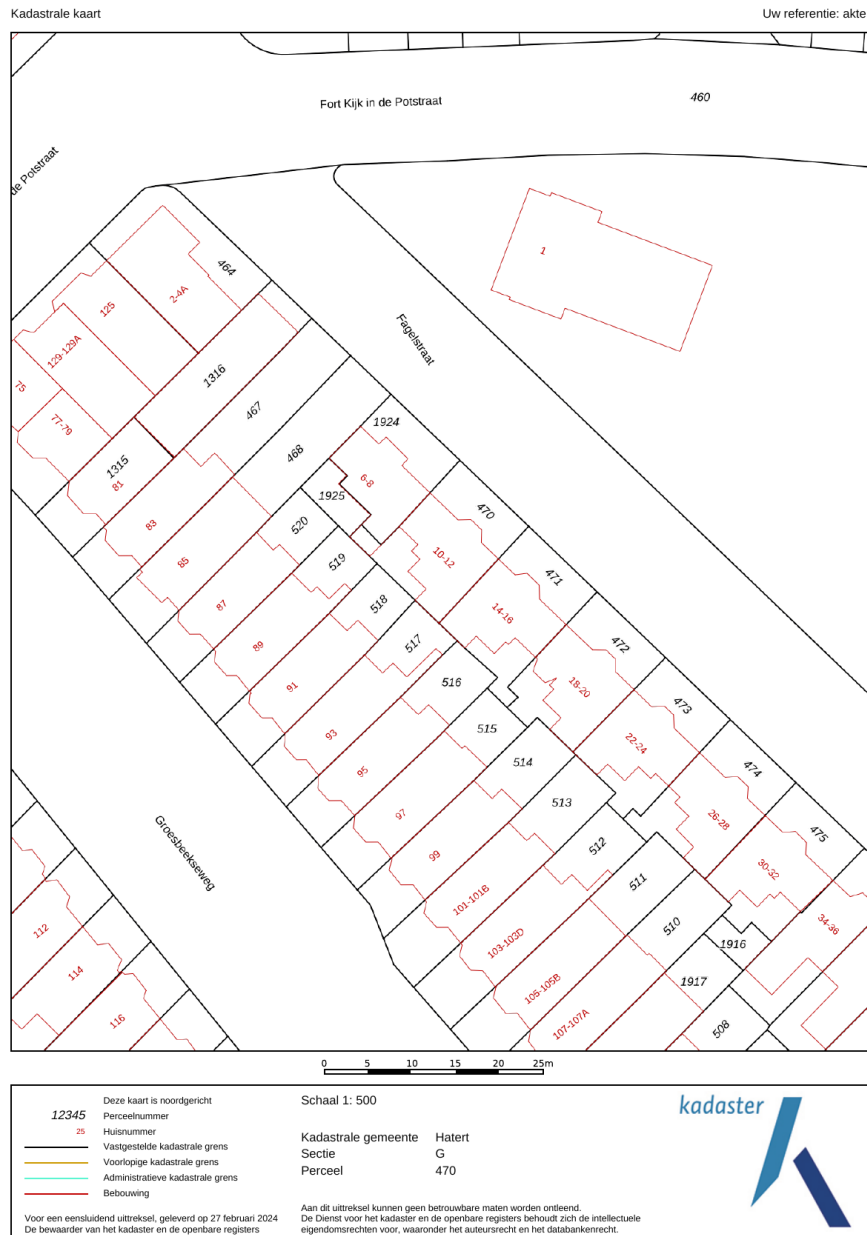 Kadastrale kaart
Uw referentie: akte
Fort Kijk in de Potstraat
460
de Potstraat
464
1
2-4A
125
129-129A
Fagelstraat
75
77-79
1316
467
468
1924
1315
81
6-8
1925
470
83
520
10-12
85
519
471
87
518
14-16
89
517
472
91
516
18-20
473
93
515
22-24
95
514
474
97
513
26-28
475
99
512
30-32
101-101B
511
34-36
103-103D
510
1916
105-105B
1917
107-107A
508
Groesbeekseweg
112
114
116
0 5 10 15 20 25m
Deze kaart is noordgericht
12345 Perceelnummer
25 Huisnummer
Vastgestelde kadastrale grens
Voorlopige kadastrale grens
Administratieve kadastrale grens
Bebouwing
Voor een eensluidend uittreksel, geleverd op 27 februari 2024
De bewaarder van het kadaster en de openbare registers
Schaal 1: 500
Kadastrale gemeente Hatert
Sectie G
Perceel 470
Aan dit uittreksel kunnen geen betrouwbare maten worden ontleend.
De Dienst voor het kadaster en de openbare registers behoudt zich de intellectuele
eigendomsrechten voor, waaronder het auteursrecht en het databankenrecht.
kadaster